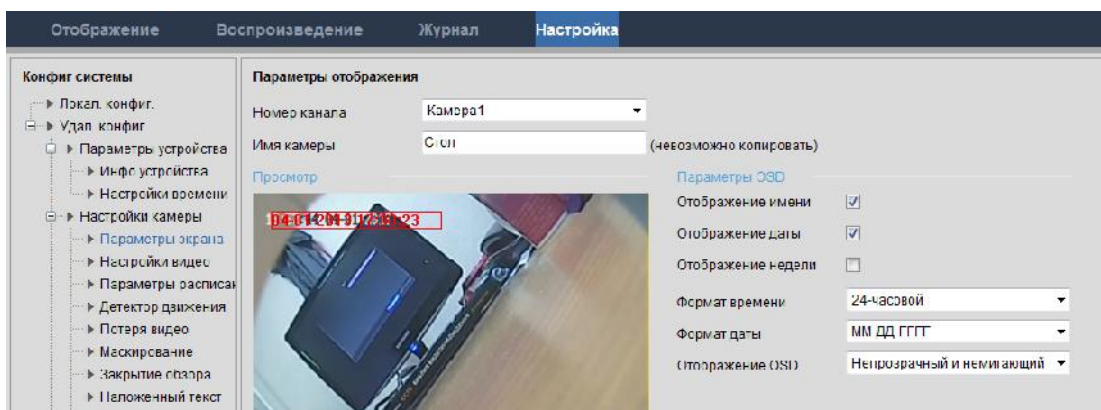 Отображение Воспроизведение Журнал Настройка
Конфиг системы
Локал. конфиг.
Удал. конфиг
Параметры устройства
Инфо устройства
Настройки времени
Настройки камеры
Параметры экрана
Настройки видео
Параметры расписан
Детектор движения
Потеря видео
Маскирование
Закрытие обзора
Наложенный текст
Параметры отображения
Номер канала Камера1
Имя камеры Стол (невозможно копировать)
Просмотр
Параметры OSD
Отображение имени
Отображение даты
Отображение недели
Формат времени 24-часовой
Формат даты ММ ДД ГГГГ
Отображение OSD Непрозрачный и немигающий